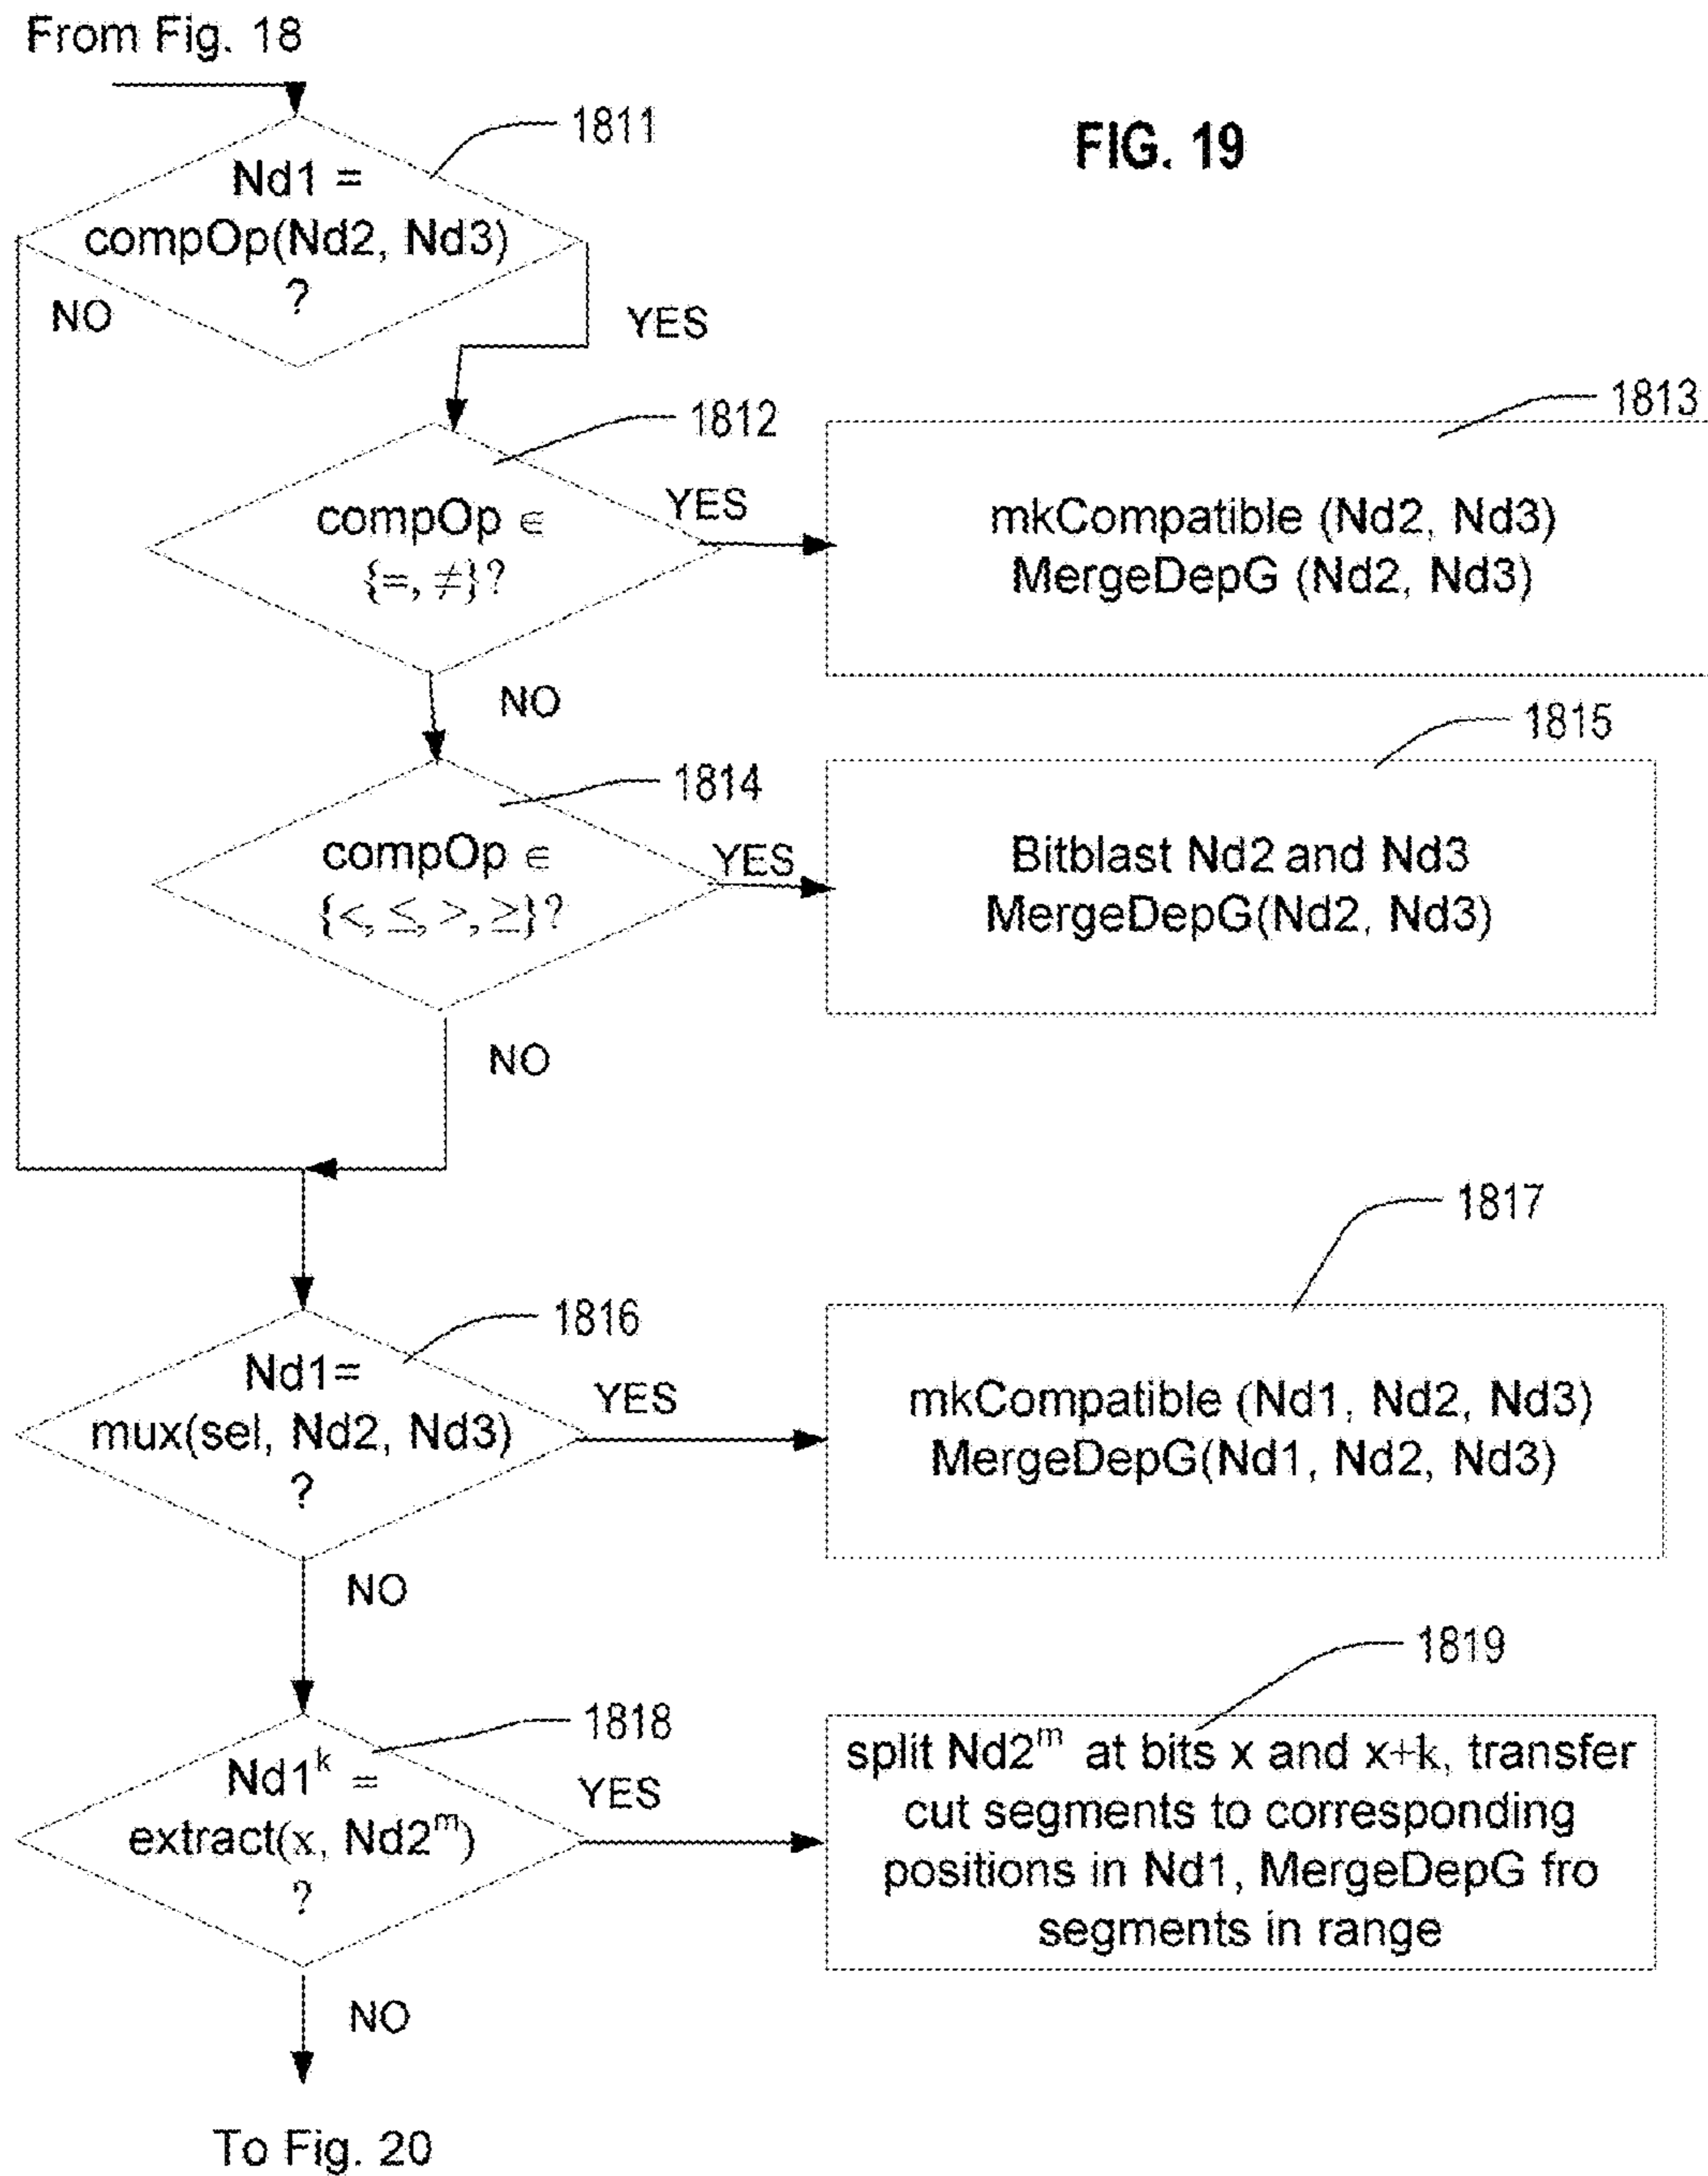 From Fig. 18
FIG. 19
1811
Nd1 =
compOp(Nd2, Nd3)
?
NO
YES
1812
compOp ∈
{=, ≠}?
YES
1813
mkCompatible (Nd2, Nd3)
MergeDepG (Nd2, Nd3)
NO
1814
compOp ∈
{<, ≤, >, ≥}?
YES
1815
Bitblast Nd2 and Nd3
MergeDepG(Nd2, Nd3)
NO
1816
Nd1=
mux(sel, Nd2, Nd3)
?
YES
1817
mkCompatible (Nd1, Nd2, Nd3)
MergeDepG(Nd1, Nd2, Nd3)
NO
1818
Nd1^k =
extract(x, Nd2^m)
?
YES
1819
split Nd2^m at bits x and x+k, transfer
cut segments to corresponding
positions in Nd1, MergeDepG fro
segments in range
NO
To Fig. 20